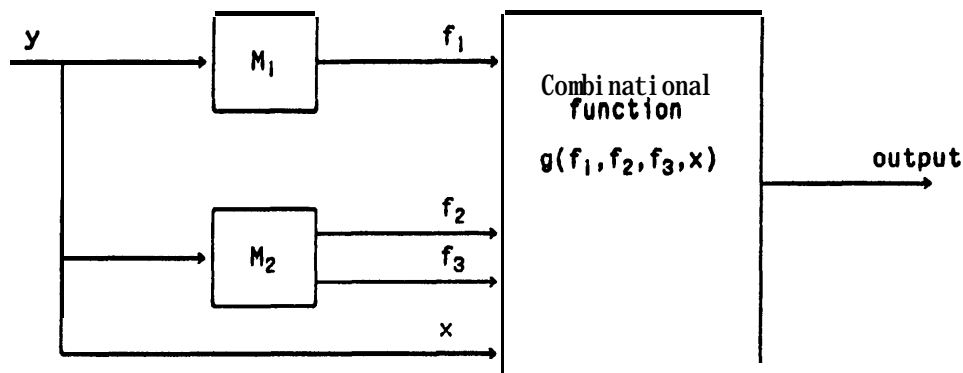 y
M₁
f₁
Combinational
function
g(f₁,f₂,f₃,x)
output
f₂
M₂
f₃
x